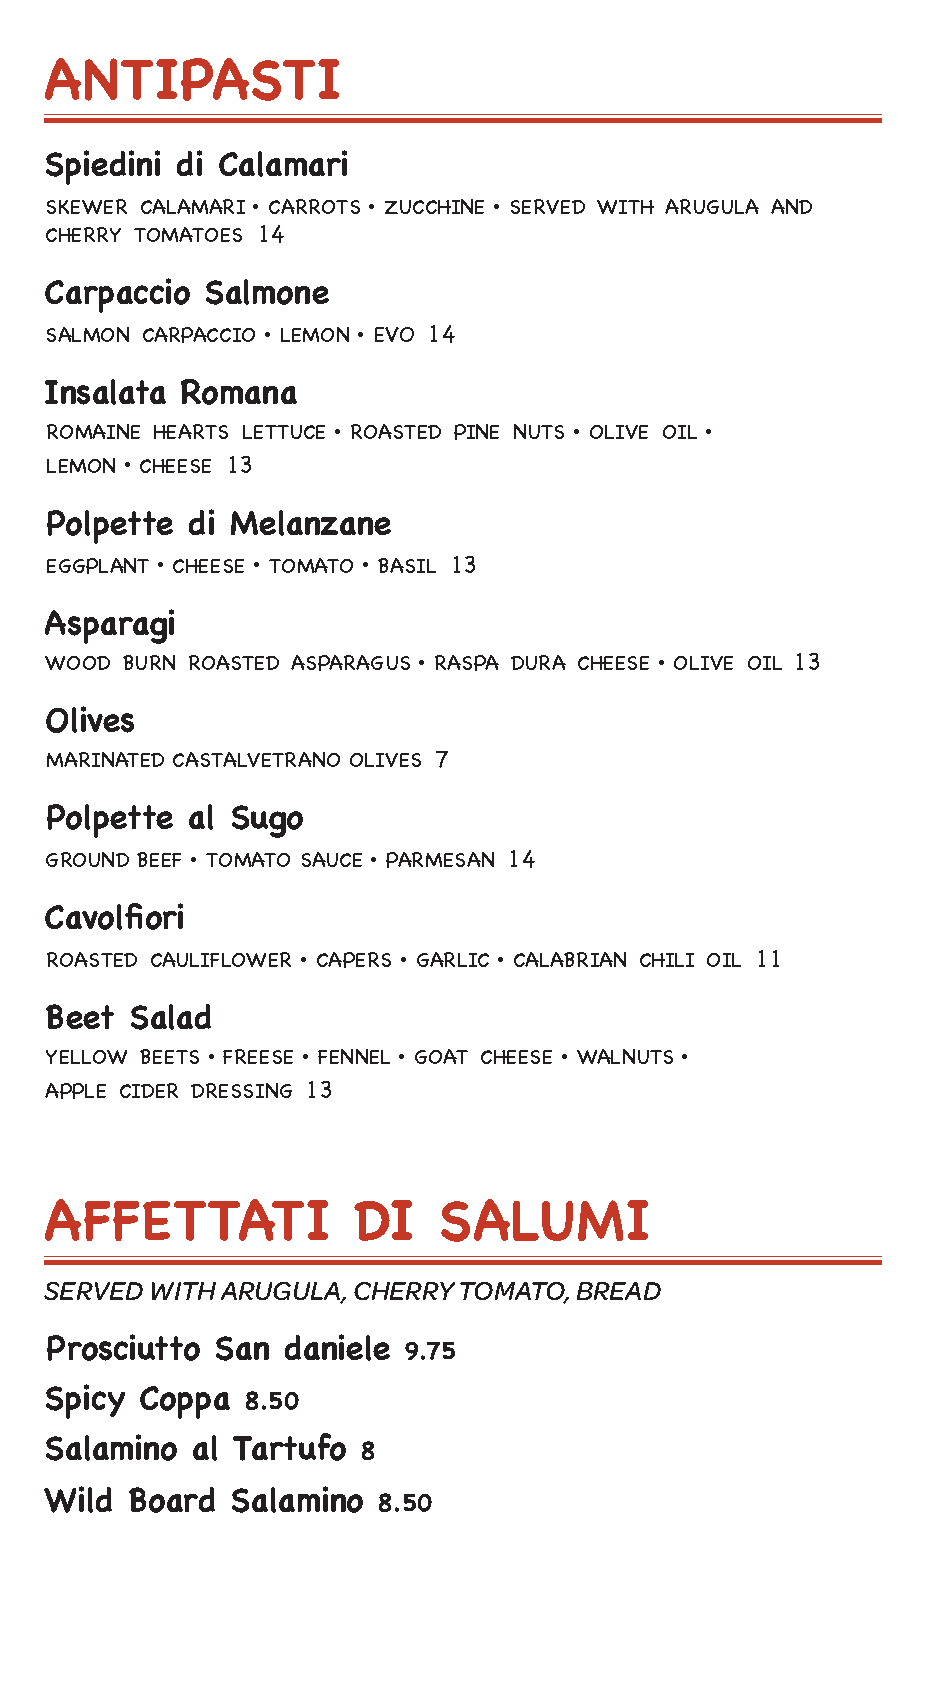 ANTIPASTI
Spiedini di Calamari
SKEWER CALAMARI • CARROTS • ZUCCHINE • SERVED WITH ARUGULA AND
CHERRY TOMATOES 14
Carpaccio Salmone
SALMON CARPACCIO • LEMON • EVO 14
Insalata Romana
ROMAINE HEARTS LETTUCE • ROASTED PINE NUTS • OLIVE OIL •
LEMON • CHEESE 13
Polpette di Melanzane
EGGPLANT • CHEESE • TOMATO • BASIL 13
Asparagi
WOOD BURN ROASTED ASPARAGUS • RASPA DURA CHEESE • OLIVE OIL 13
Olives
MARINATED CASTALVETRANO OLIVES 7
Polpette al Sugo
GROUND BEEF • TOMATO SAUCE • PARMESAN 14
Cavolfiori
ROASTED CAULIFLOWER • CAPERS • GARLIC • CALABRIAN CHILI OIL 11
Beet Salad
YELLOW BEETS • FREESE • FENNEL • GOAT CHEESE • WALNUTS •
APPLE CIDER DRESSING 13
AFFETTATI DI SALUMI
SERVED WITH ARUGULA, CHERRY TOMATO, BREAD
Prosciutto San daniele 9.75
Spicy Coppa 8.50
Salamino al Tartufo 8
Wild Board Salamino 8.50